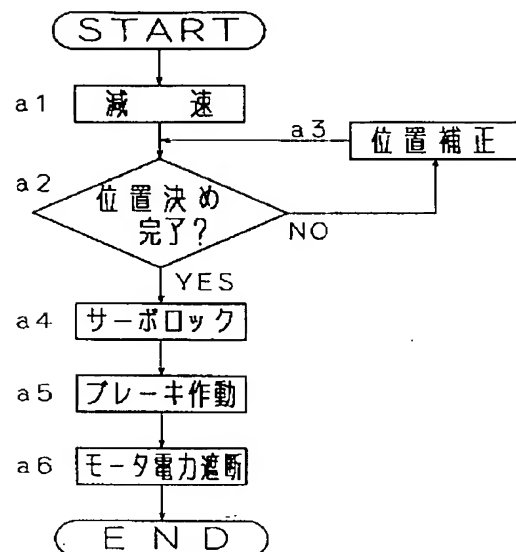 START
a1
減 速
a3
位置補正
a2
位置決め
完了?
NO
YES
a4
サーボロック
a5
ブレーキ作動
a6
モータ電力遮断
END